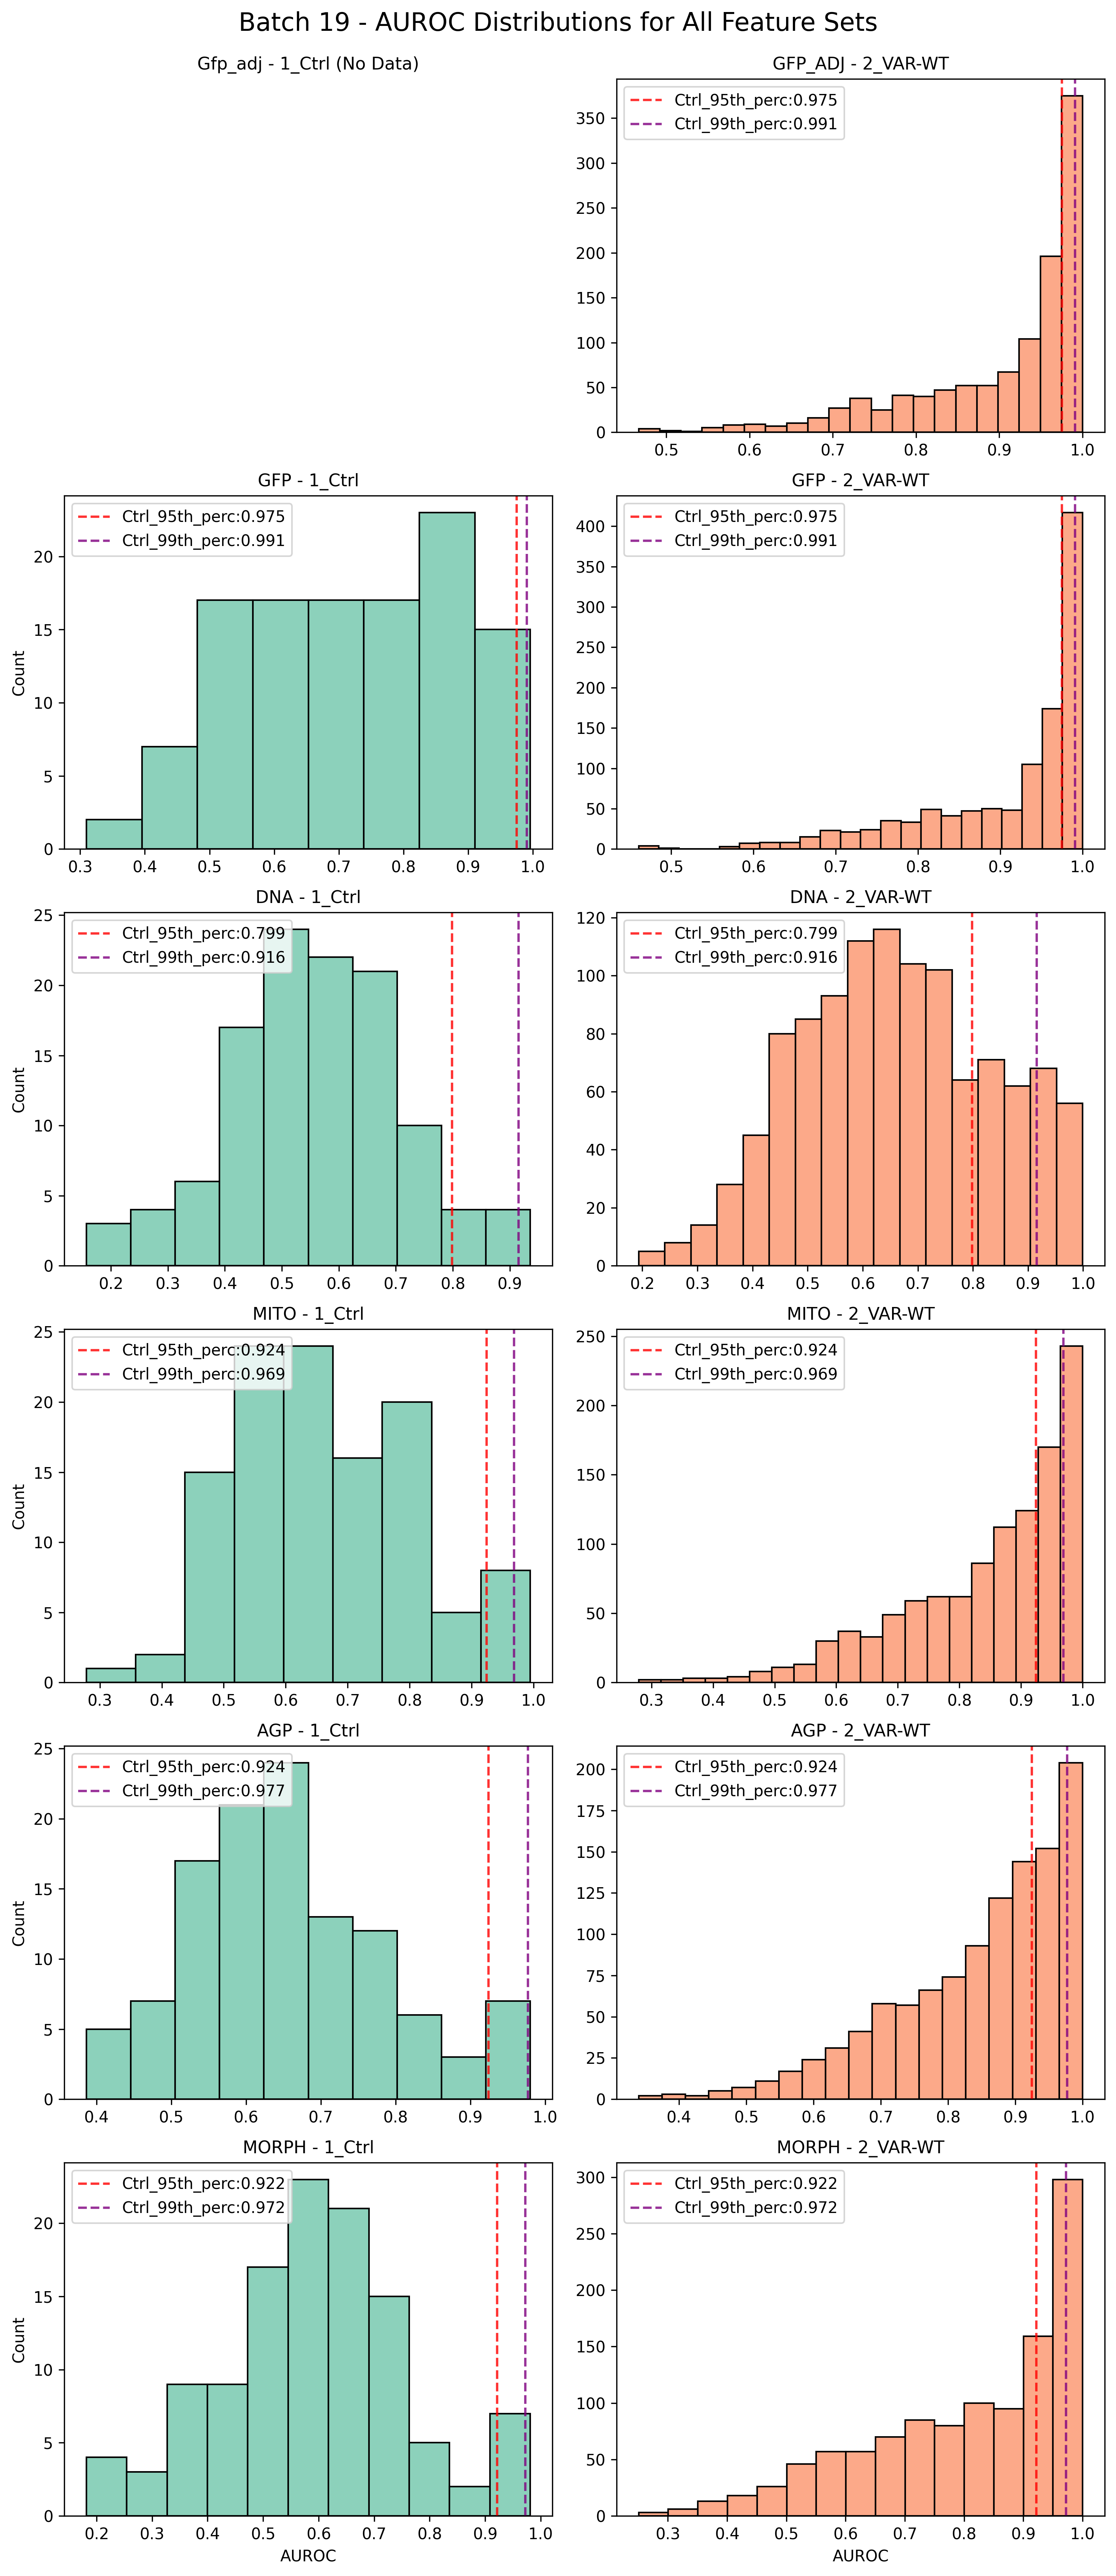 Batch 19 - AUROC Distributions for All Feature Sets
Gfp_adj - 1_Ctrl (No Data)
GFP_ADJ - 2_VAR-WT
Ctrl_95th_perc:0.975
Ctrl_99th_perc:0.991
350
300
250
200
150
100
50
0
0.5 0.6 0.7 0.8 0.9 1.0
GFP - 1_Ctrl
Ctrl_95th_perc:0.975
Ctrl_99th_perc:0.991
Count
20
15
10
5
0
0.3 0.4 0.5 0.6 0.7 0.8 0.9 1.0
GFP - 2_VAR-WT
Ctrl_95th_perc:0.975
Ctrl_99th_perc:0.991
400
350
300
250
200
150
100
50
0
0.5 0.6 0.7 0.8 0.9 1.0
DNA - 1_Ctrl
Ctrl_95th_perc:0.799
Ctrl_99th_perc:0.916
Count
25
20
15
10
5
0
0.2 0.3 0.4 0.5 0.6 0.7 0.8 0.9
DNA - 2_VAR-WT
Ctrl_95th_perc:0.799
Ctrl_99th_perc:0.916
120
100
80
60
40
20
0
0.2 0.3 0.4 0.5 0.6 0.7 0.8 0.9 1.0
MITO - 1_Ctrl
Ctrl_95th_perc:0.924
Ctrl_99th_perc:0.969
Count
25
20
15
10
5
0
0.3 0.4 0.5 0.6 0.7 0.8 0.9 1.0
MITO - 2_VAR-WT
Ctrl_95th_perc:0.924
Ctrl_99th_perc:0.969
250
200
150
100
50
0
0.3 0.4 0.5 0.6 0.7 0.8 0.9 1.0
AGP - 1_Ctrl
Ctrl_95th_perc:0.924
Ctrl_99th_perc:0.977
Count
25
20
15
10
5
0
0.4 0.5 0.6 0.7 0.8 0.9 1.0
AGP - 2_VAR-WT
Ctrl_95th_perc:0.924
Ctrl_99th_perc:0.977
200
175
150
125
100
75
50
25
0
0.4 0.5 0.6 0.7 0.8 0.9 1.0
MORPH - 1_Ctrl
Ctrl_95th_perc:0.922
Ctrl_99th_perc:0.972
Count
20
15
10
5
0
0.2 0.3 0.4 0.5 0.6 0.7 0.8 0.9 1.0
AUROC
MORPH - 2_VAR-WT
Ctrl_95th_perc:0.922
Ctrl_99th_perc:0.972
300
250
200
150
100
50
0
0.3 0.4 0.5 0.6 0.7 0.8 0.9 1.0
AUROC